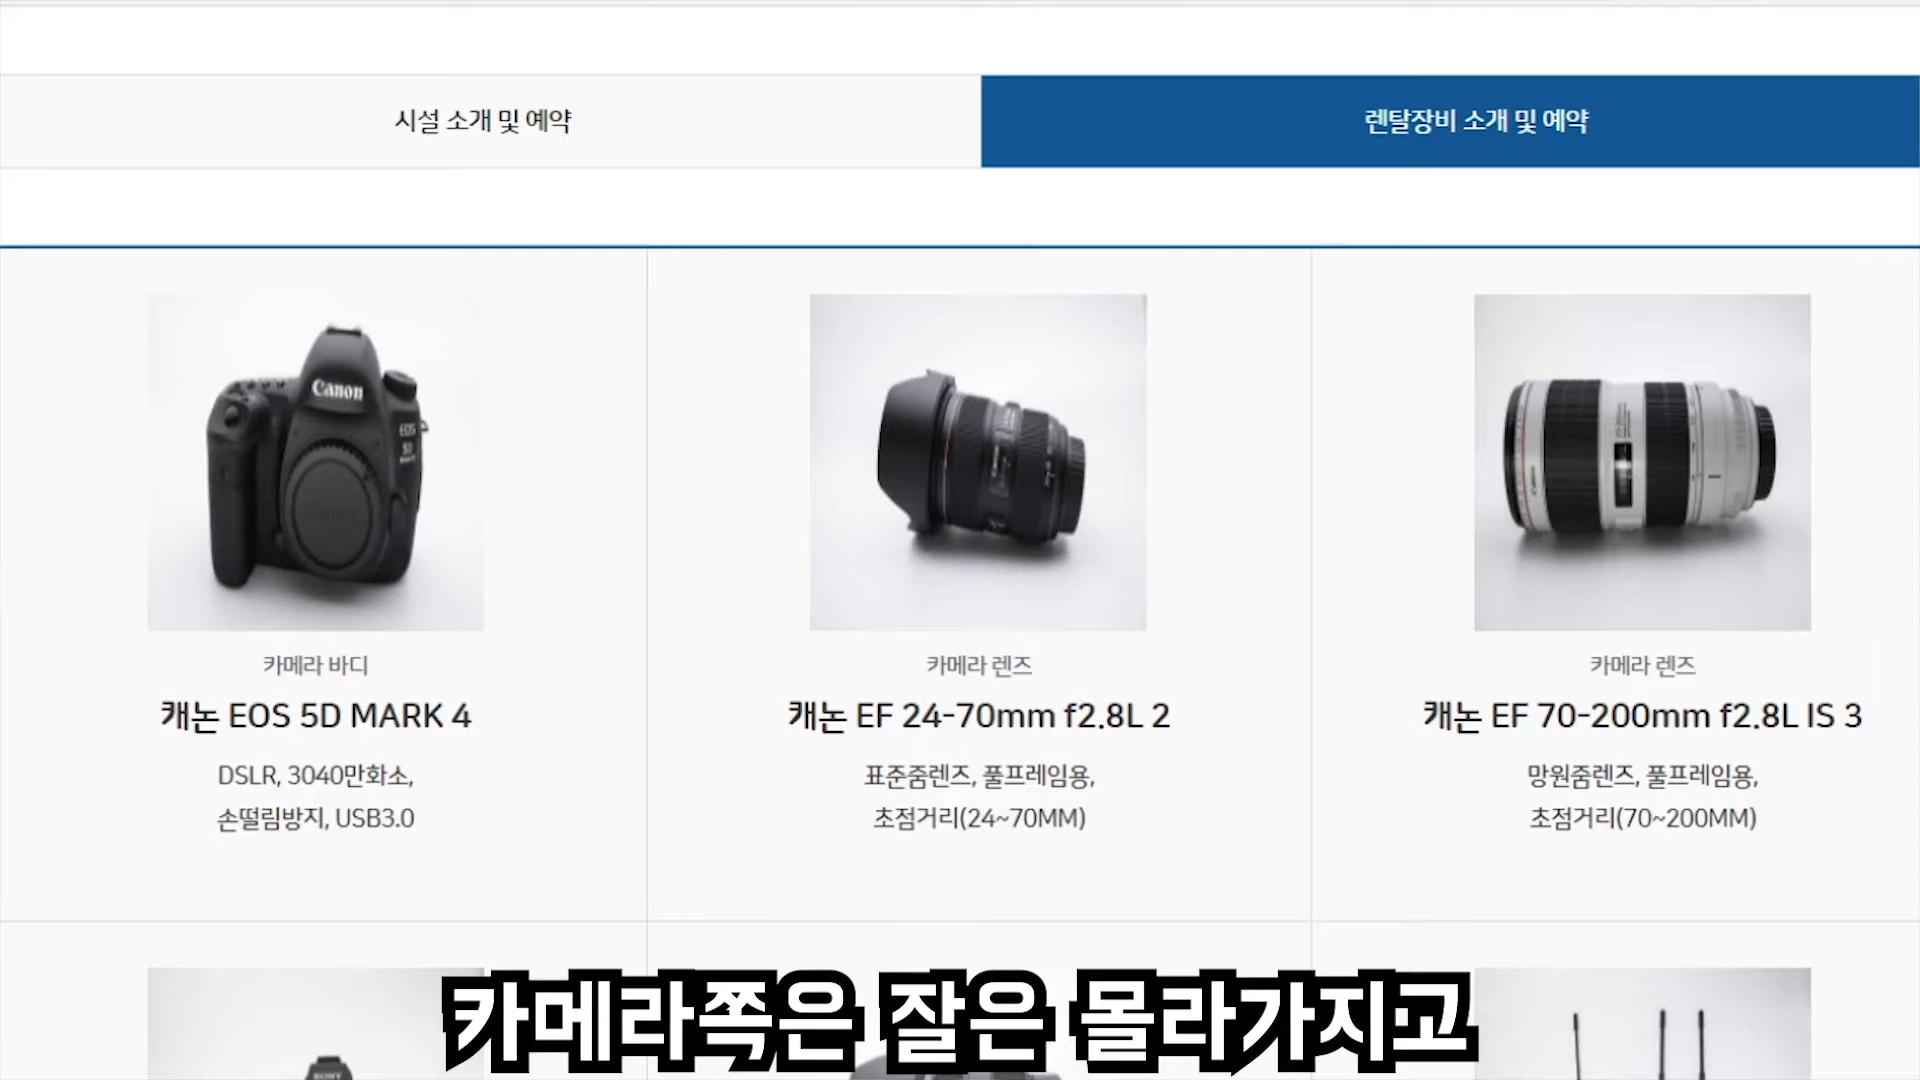 시설 소개 및 예약
렌탈장비 소개 및 예약
Canon
EOS
5D
카메라 바디
캐논 EOS 5D MARK 4
DSLR, 3040만화소,
손떨림방지, USB3.0
카메라 렌즈
캐논 EF 24-70mm f2.8L 2
표준줌렌즈, 풀프레임용,
초점거리(24~70MM)
카메라 렌즈
캐논 EF 70-200mm f2.8L IS 3
망원줌렌즈, 풀프레임용,
초점거리(70~200MM)
SONY
카메라쪽은 잘은 몰라가지고